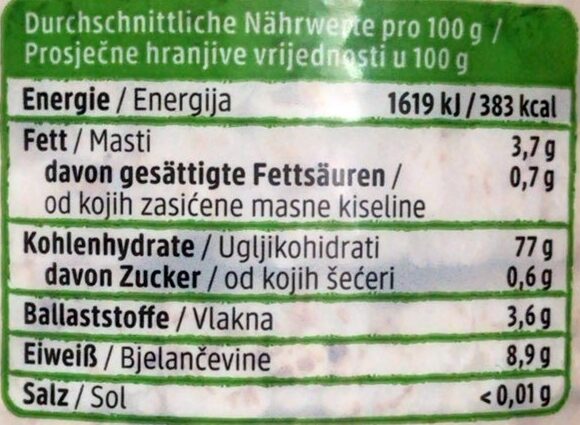 Durchschnittliche Nährwerte pro 100 g /
Prosječne hranjive vrijednosti u 100 g
Energie / Energija 1619 kJ / 383 kcal
Fett / Masti 3,7 g
davon gesättigte Fettsäuren / 0,7 g
od kojih zasićene masne kiseline
Kohlenhydrate / Ugljikohidrati 77 g
davon Zucker / od kojih šećeri 0,6 g
Ballaststoffe / Vlakna 3,6 g
Eiweiß / Bjelančevine 8,9 g
Salz / Sol < 0,01 g